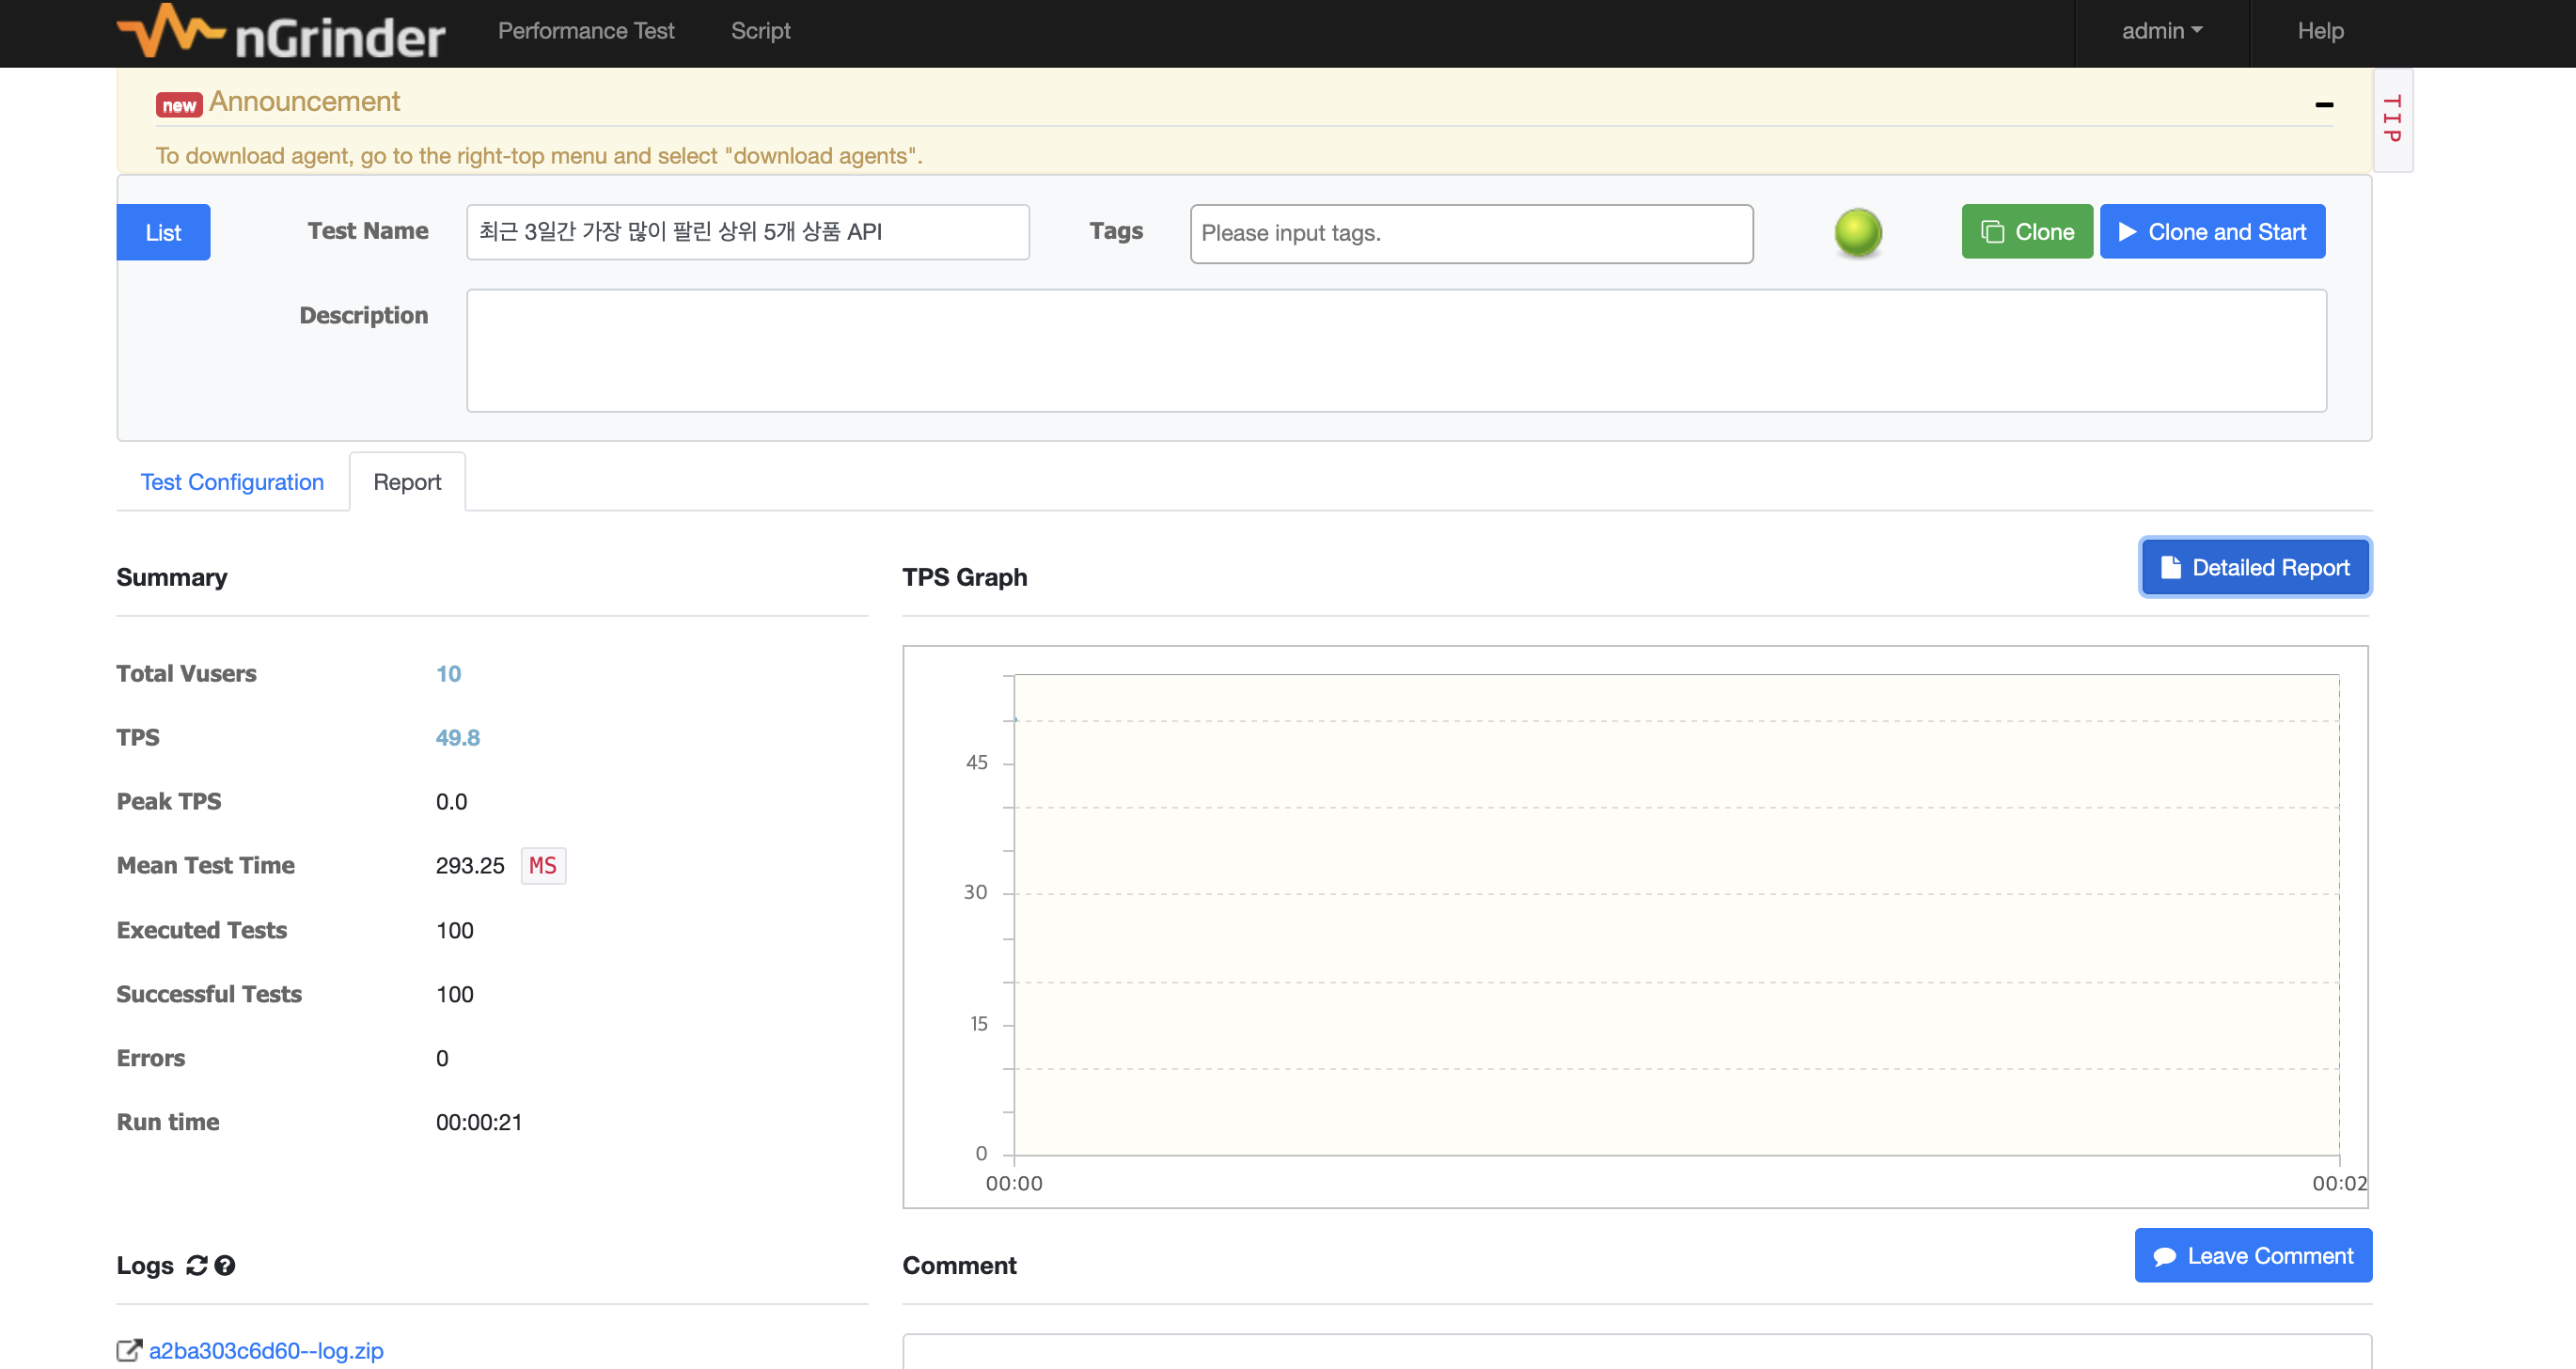 nGrinder Performance Test Script admin Help
new Announcement
TIP
To download agent, go to the right-top menu and select "download agents".
List Test Name 최근 3일간 가장 많이 팔린 상위 5개 상품 API Tags Please input tags. Clone Clone and Start
Description
Test Configuration Report
Detailed Report
Summary TPS Graph
Total Vusers 10
TPS 49.8
Peak TPS 0.0
Mean Test Time 293.25 MS
Executed Tests 100
Successful Tests 100
Errors 0
Run time 00:00:21
45
30
15
0
00:00 00:02
Leave Comment
Logs Comment
a2ba303c6d60--log.zip